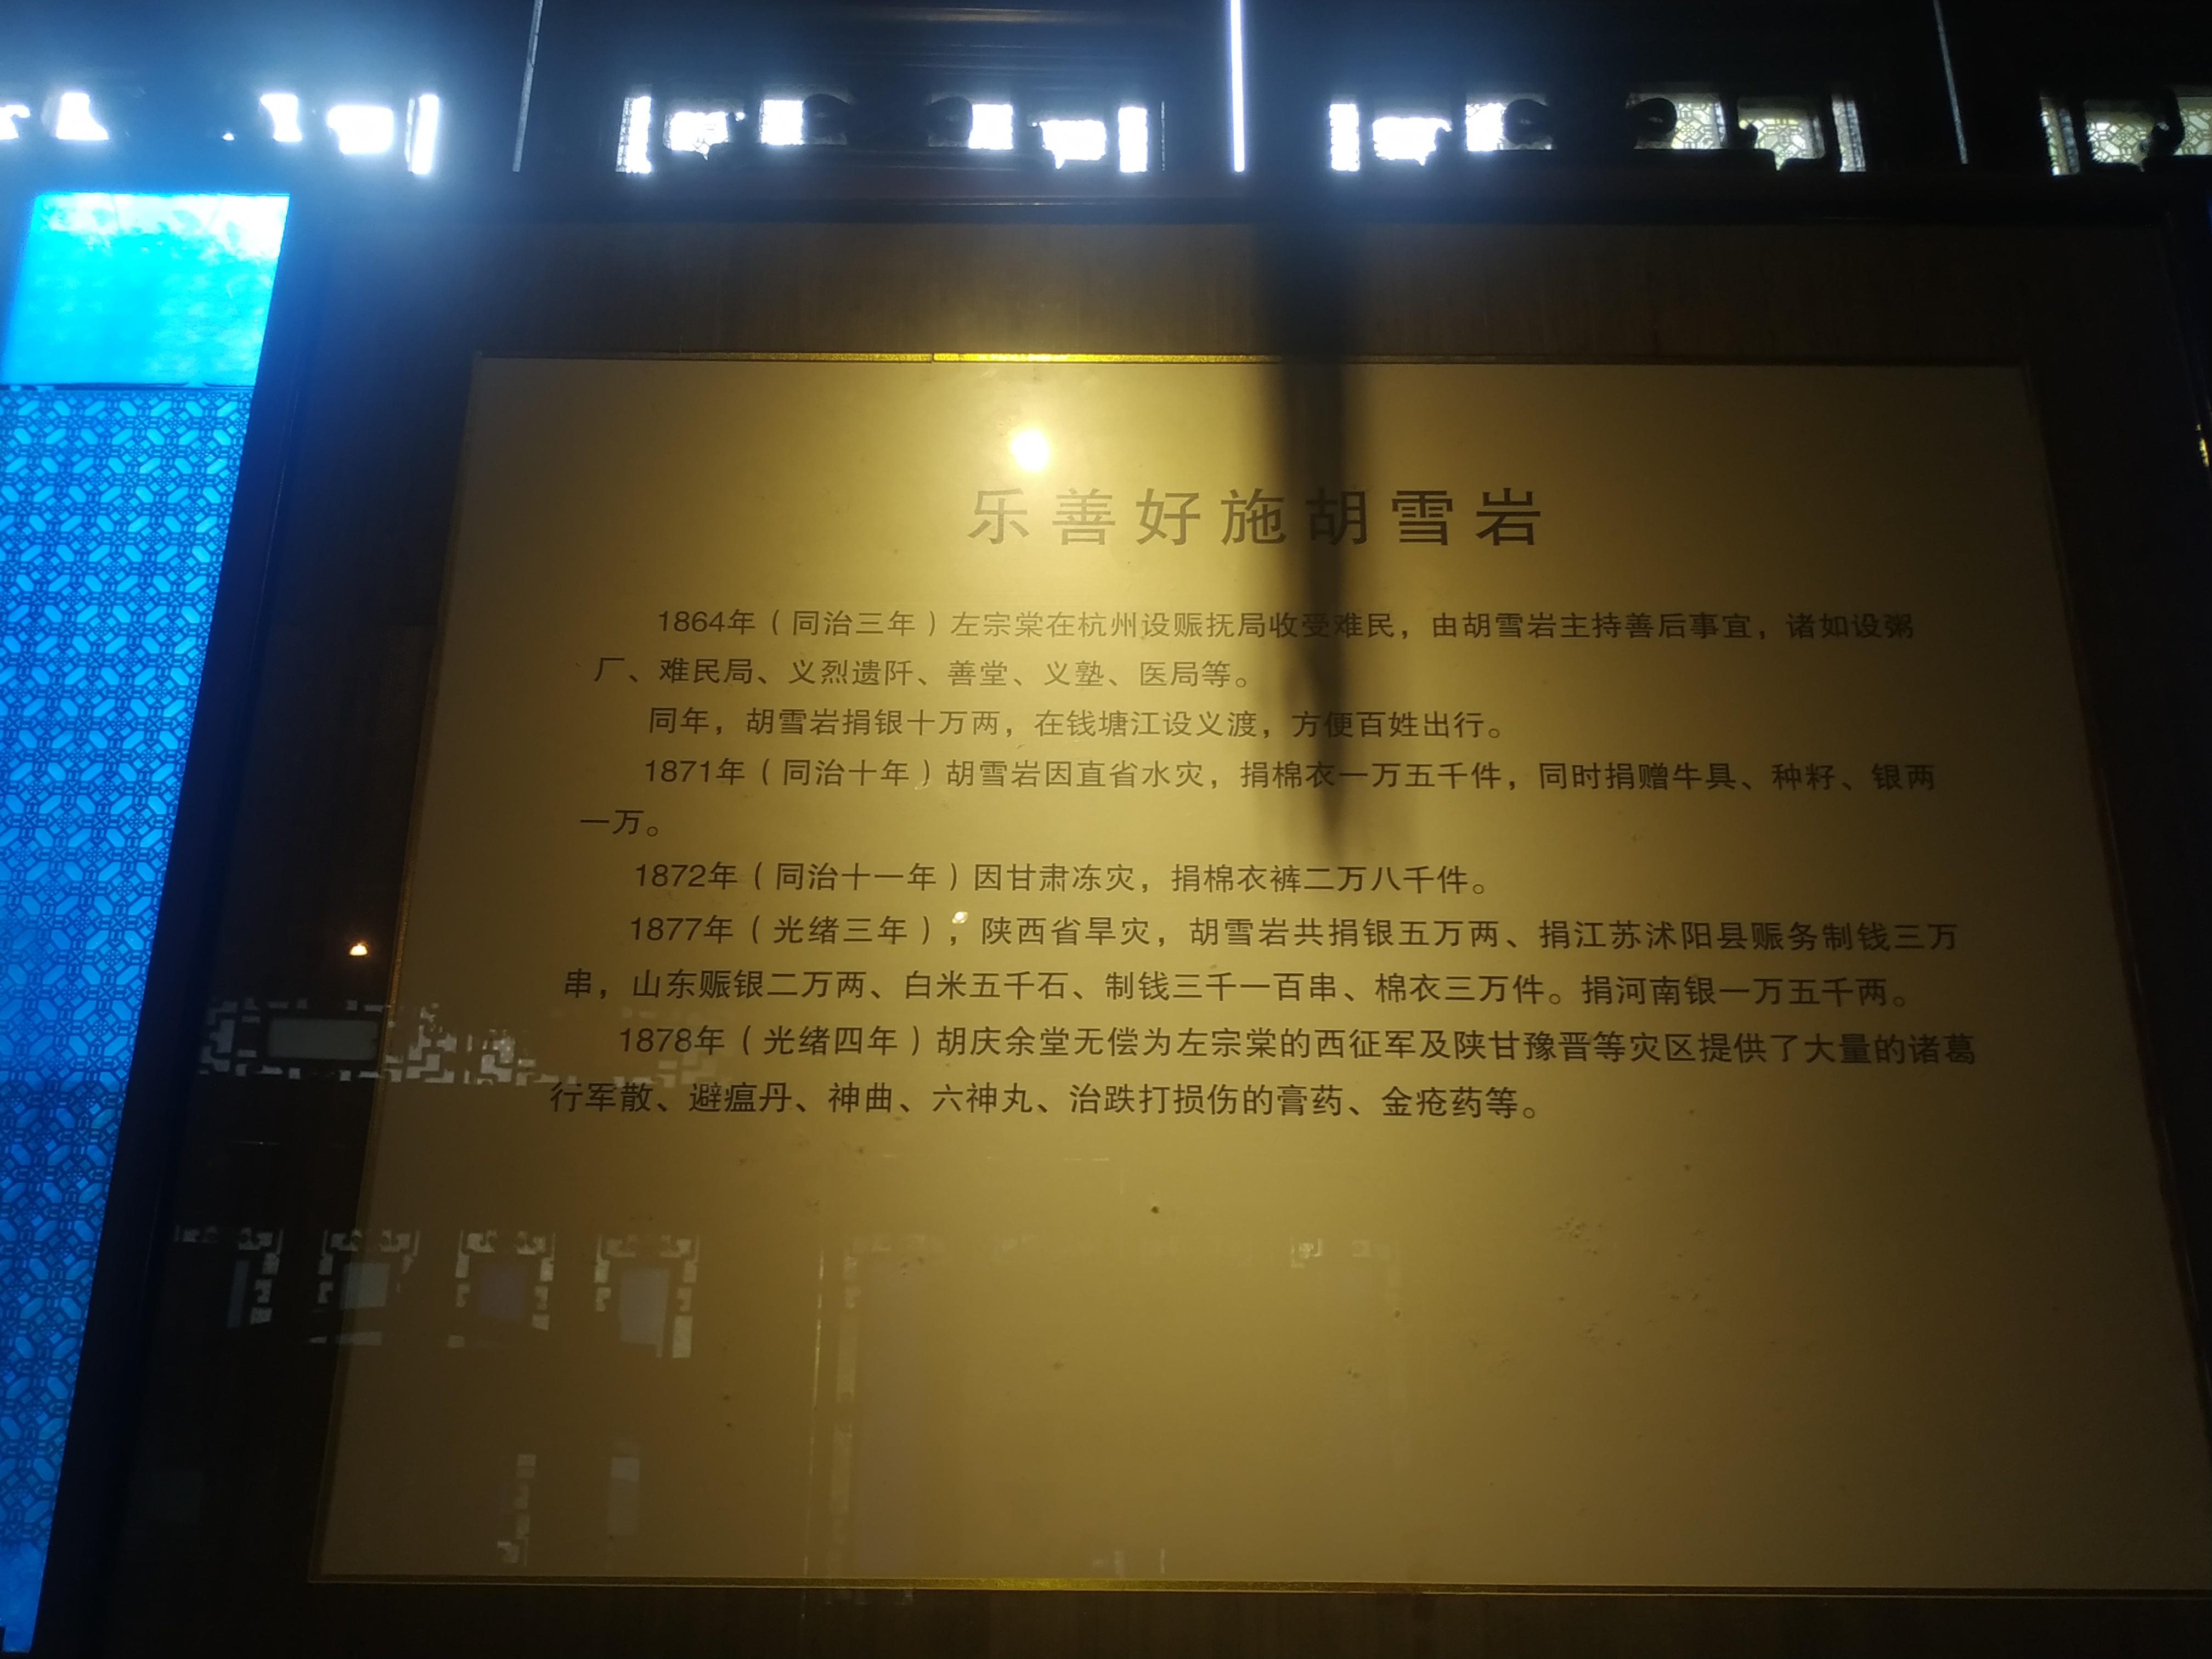 乐善好施胡雪岩
1864年（同治三年）左宗棠在杭州设赈抚局收受难民，由胡雪岩主持善后事宜，诸如设粥
厂、难民局、义烈遗阡、善堂、义塾、医局等。
同年，胡雪岩捐银十万两，在钱塘江设义渡，方便百姓出行。
1871年（同治十年）胡雪岩因直省水灾，捐棉衣一万五千件，同时捐赠牛具、种籽、银两
一万。
1872年（同治十一年）因甘肃冻灾，捐棉衣裤二万八千件。
1877年（光绪三年），陕西省旱灾，胡雪岩共捐银五万两、捐江苏沭阳县赈务制钱三万
串，山东赈银二万两、白米五千石、制钱三千一百串、棉衣三万件。捐河南银一万五千两。
1878年（光绪四年）胡庆余堂无偿为左宗棠的西征军及陕甘豫晋等灾区提供了大量的诸葛
行军散、避瘟丹、神曲、六神丸、治跌打损伤的膏药、金疮药等。